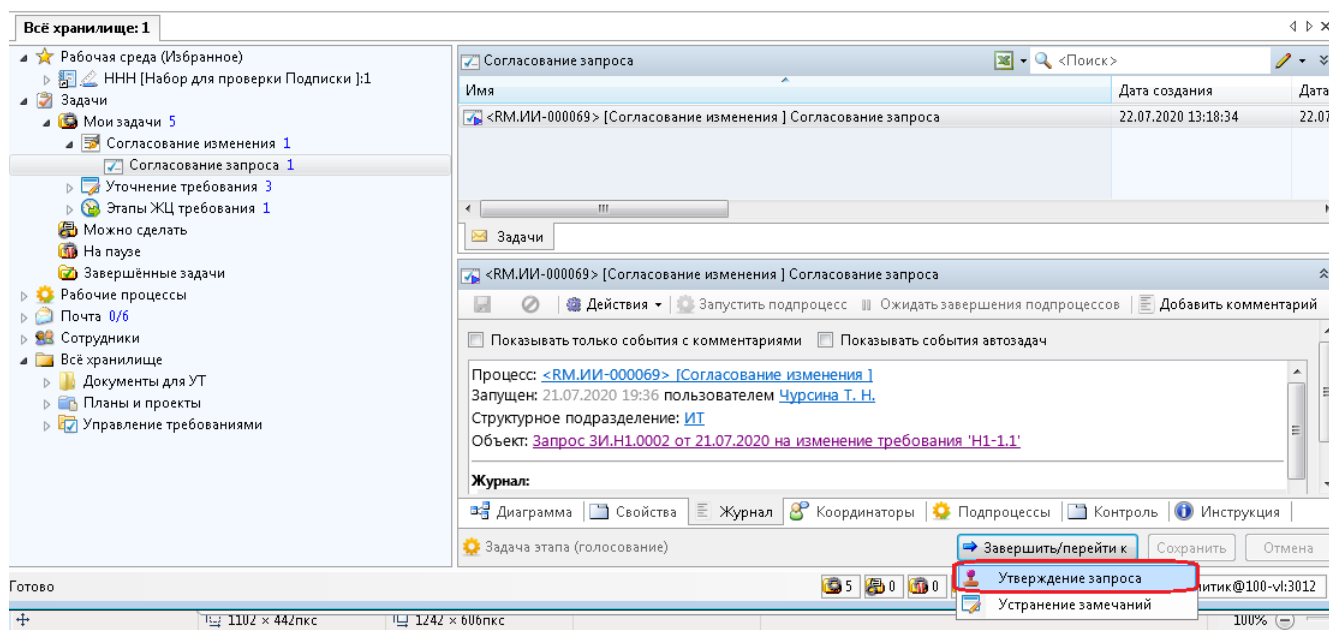 Всё хранилище: 1
Рабочая среда (Избранное)
ННН [Набор для проверки Подписки ]:1
Задачи
Мои задачи 5
Согласование изменения 1
Согласование запроса 1
Уточнение требования 3
Этапы ЖЦ требования 1
Можно сделать
На паузе
Завершённые задачи
Рабочие процессы
Почта 0/6
Сотрудники
Всё хранилище
Документы для УТ
Планы и проекты
Управление требованиями
Согласование запроса <Поиск>
Имя Дата создания Дата
<RM.ИИ-000069> [Согласование изменения ] Согласование запроса 22.07.2020 13:18:34 22.07
Задачи
<RM.ИИ-000069> [Согласование изменения ] Согласование запроса
Действия Запустить подпроцесс Ожидать завершения подпроцессов Добавить комментарий
Показывать только события с комментариями Показывать события автозадач
Процесс: <RM.ИИ-000069> [Согласование изменения ]
Запущен: 21.07.2020 19:36 пользователем Чурсина Т. Н.
Структурное подразделение: ИТ
Объект: Запрос ЗИ.Н1.0002 от 21.07.2020 на изменение требования 'Н1-1.1'
Журнал:
Диаграмма Свойства Журнал Координаторы Подпроцессы Контроль Инструкция
Задача этапа (голосование) Завершить/перейти к Сохранить Отмена
Утверждение запроса
Устранение замечаний
Готово 5 0 0 итик@100-vl:3012
1102 × 442пкс 1242 × 606пкс 100%